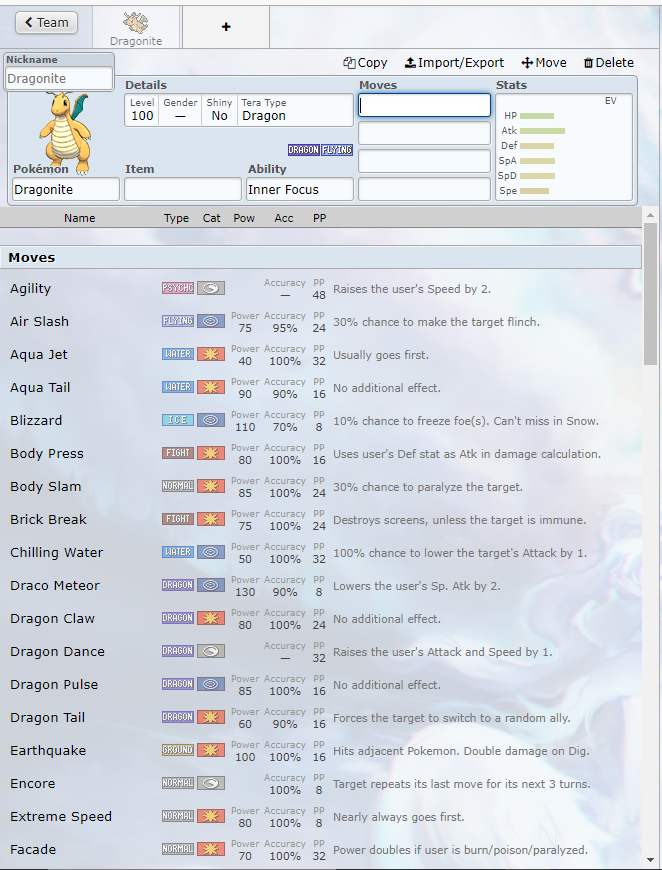 Team
Dragonite
+
Nickname
Dragonite
Copy Import/Export Move Delete
Details
Level Gender Shiny Tera Type
100 — No Dragon
DRAGON FLYING
Pokémon Item Ability
Dragonite Inner Focus
Moves
Stats
EV
HP
Atk
Def
SpA
SpD
Spe
Name Type Cat Pow Acc PP
Moves
Agility PSYCHC Accuracy — PP 48 Raises the user's Speed by 2.
Air Slash FLYING Power 75 Accuracy 95% PP 24 30% chance to make the target flinch.
Aqua Jet WATER Power 40 Accuracy 100% PP 32 Usually goes first.
Aqua Tail WATER Power 90 Accuracy 90% PP 16 No additional effect.
Blizzard ICE Power 110 Accuracy 70% PP 8 10% chance to freeze foe(s). Can't miss in Snow.
Body Press FIGHT Power 80 Accuracy 100% PP 16 Uses user's Def stat as Atk in damage calculation.
Body Slam NORMAL Power 85 Accuracy 100% PP 24 30% chance to paralyze the target.
Brick Break FIGHT Power 75 Accuracy 100% PP 24 Destroys screens, unless the target is immune.
Chilling Water WATER Power 50 Accuracy 100% PP 32 100% chance to lower the target's Attack by 1.
Draco Meteor DRAGON Power 130 Accuracy 90% PP 8 Lowers the user's Sp. Atk by 2.
Dragon Claw DRAGON Power 80 Accuracy 100% PP 24 No additional effect.
Dragon Dance DRAGON Accuracy — PP 32 Raises the user's Attack and Speed by 1.
Dragon Pulse DRAGON Power 85 Accuracy 100% PP 16 No additional effect.
Dragon Tail DRAGON Power 60 Accuracy 90% PP 16 Forces the target to switch to a random ally.
Earthquake GROUND Power 100 Accuracy 100% PP 16 Hits adjacent Pokemon. Double damage on Dig.
Encore NORMAL Accuracy 100% PP 8 Target repeats its last move for its next 3 turns.
Extreme Speed NORMAL Power 80 Accuracy 100% PP 8 Nearly always goes first.
Facade NORMAL Power 70 Accuracy 100% PP 32 Power doubles if user is burn/poison/paralyzed.